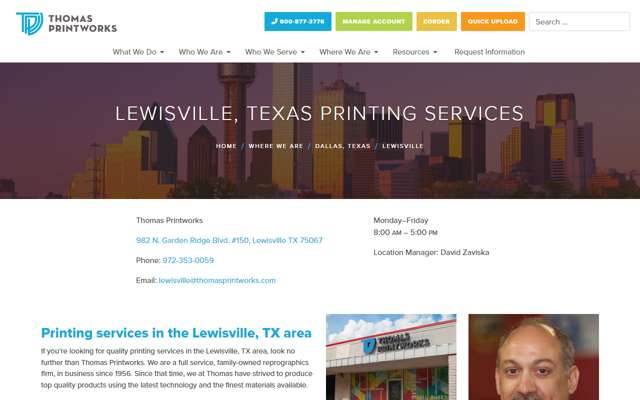 THOMAS
PRINTWORKS
800-877-3776
MANAGE ACCOUNT
EORDER
QUICK UPLOAD
Search ...
What We Do
Who We Are
Who We Serve
Where We Are
Resources
Request Information
LEWISVILLE, TEXAS PRINTING SERVICES
HOME / WHERE WE ARE / DALLAS, TEXAS / LEWISVILLE
Thomas Printworks
982 N. Garden Ridge Blvd. #150, Lewisville TX 75067
Phone: 972-353-0059
Email: lewisville@thomasprintworks.com
Monday–Friday
8:00 AM – 5:00 PM
Location Manager: David Zaviska
Printing services in the Lewisville, TX area
If you're looking for quality printing services in the Lewisville, TX area, look no
further than Thomas Printworks. We are a full service, family-owned reprographics
firm, in business since 1956. Since that time, we at Thomas have strived to produce
top quality products using the latest technology and the finest materials available.
THOMAS
PRINTWORKS